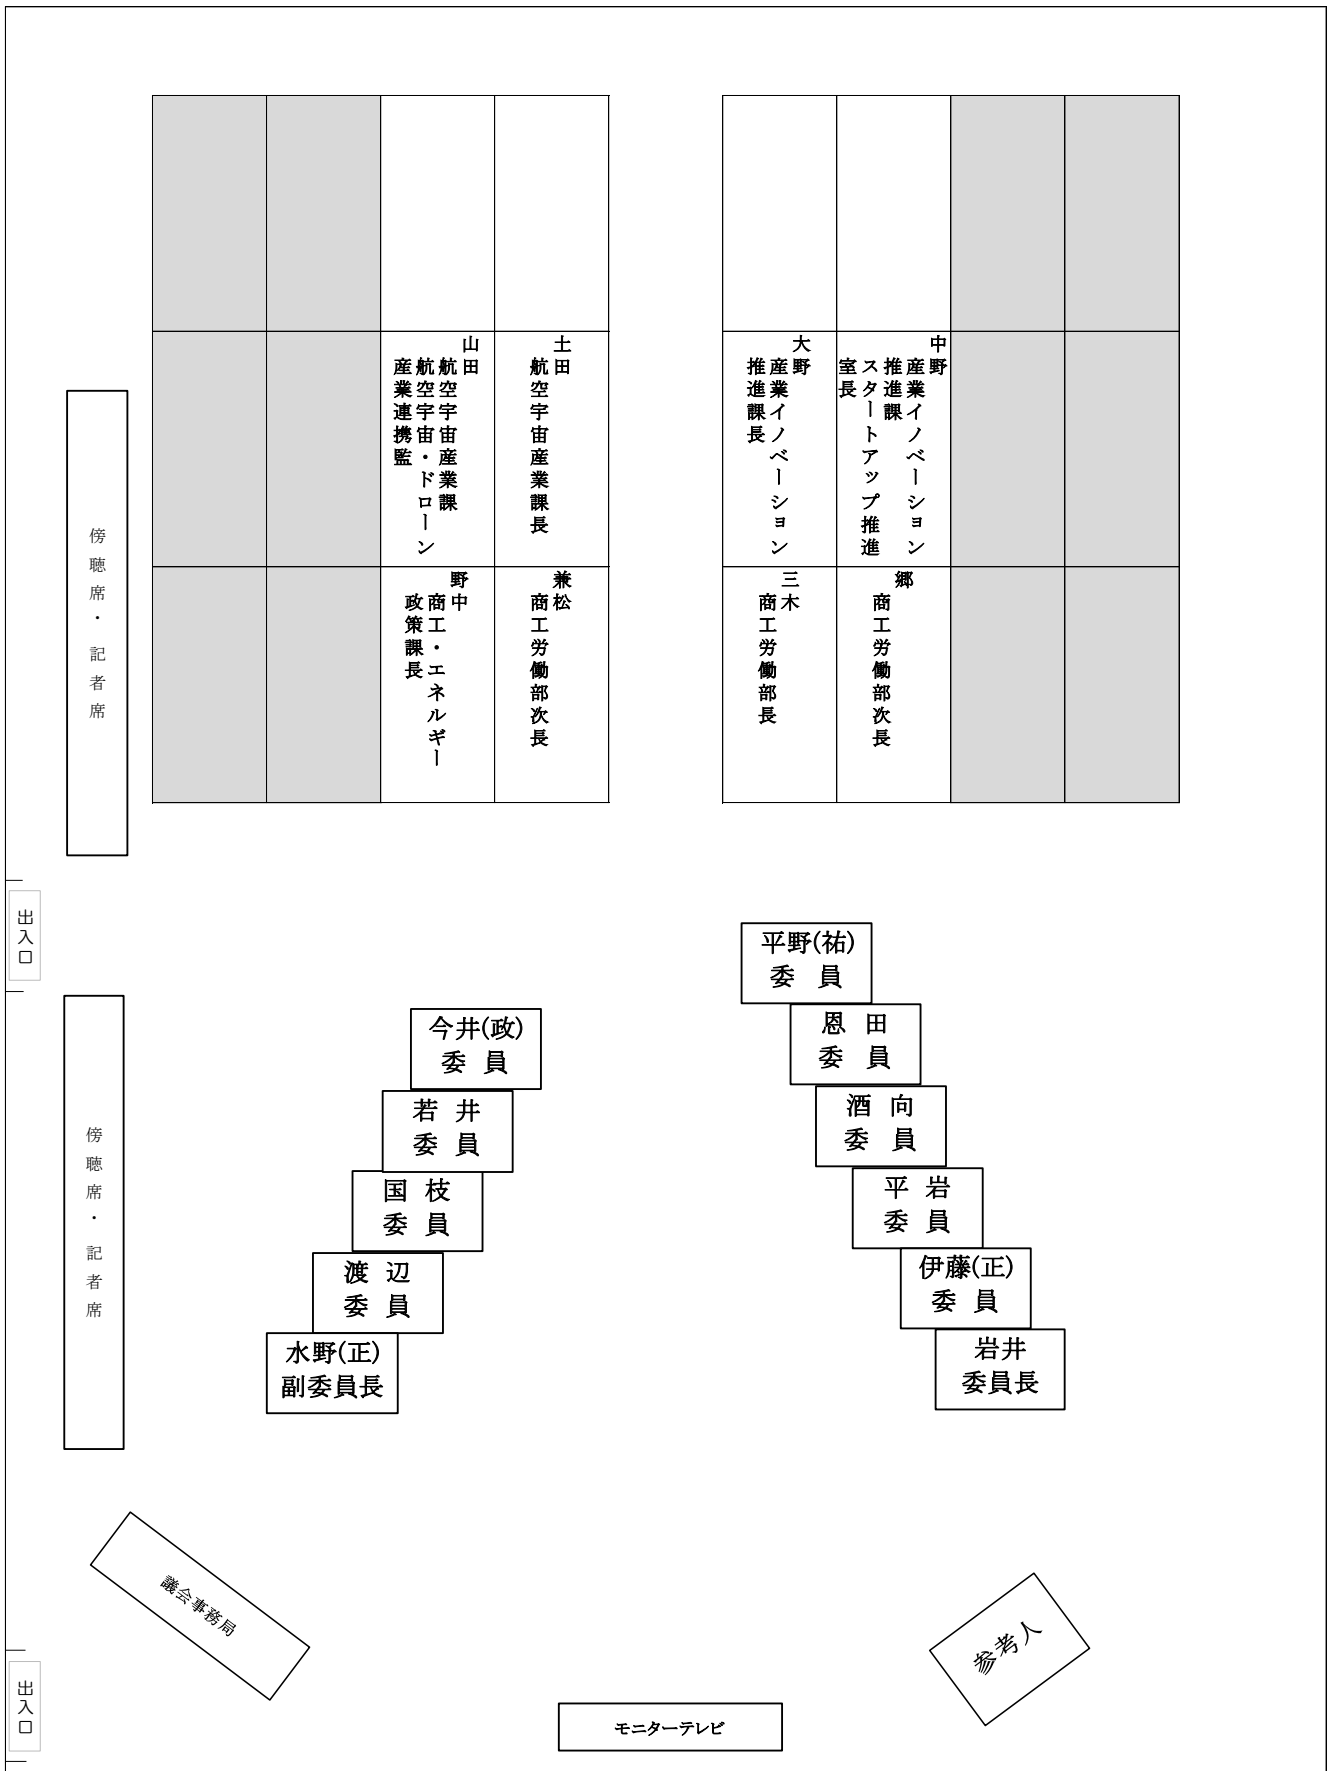 山田
航空宇宙産業課
航空宇宙・ドローン
産業連携監
土田
航空宇宙産業課長
大野
産業イノベーション
推進課長
中野
産業イノベーション
推進課
スタートアップ推進
室長
野中
商工・エネルギー
政策課長
兼松
商工労働部次長
三木
商工労働部長
郷
商工労働部次長
傍聴席・記者席
出入口
平野(祐)
委員
恩田
委員
酒向
委員
平岩
委員
伊藤(正)
委員
岩井
委員長
今井(政)
委員
若井
委員
国枝
委員
渡辺
委員
水野(正)
副委員長
傍聴席・記者席
議会事務局
参考人
出入口
モニターテレビ